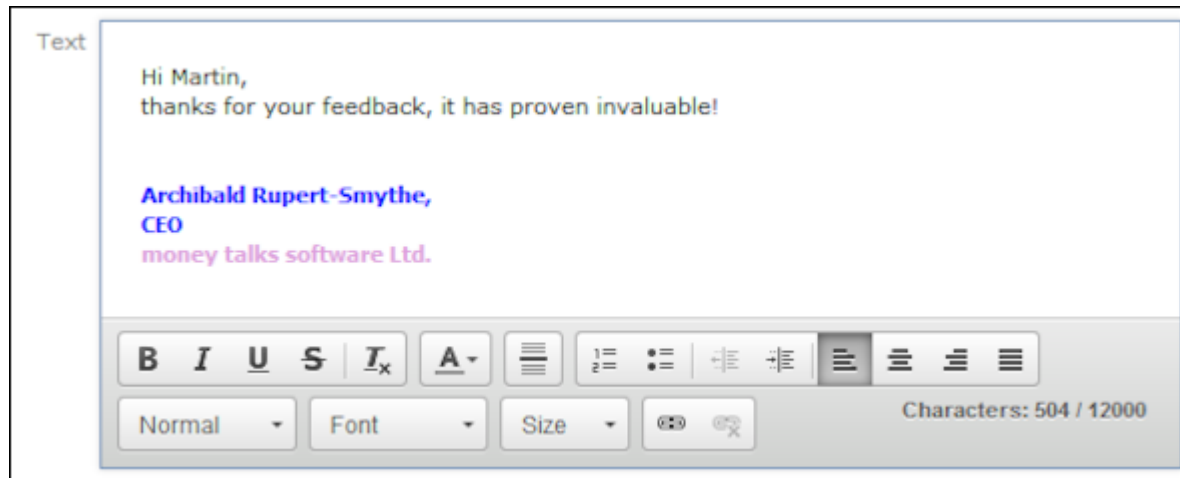 Text
Hi Martin,
thanks for your feedback, it has proven invaluable!
Archibald Rupert-Smythe,
CEO
money talks software Ltd.
B I U S Tx A
Normal Font Size Characters: 504 / 12000